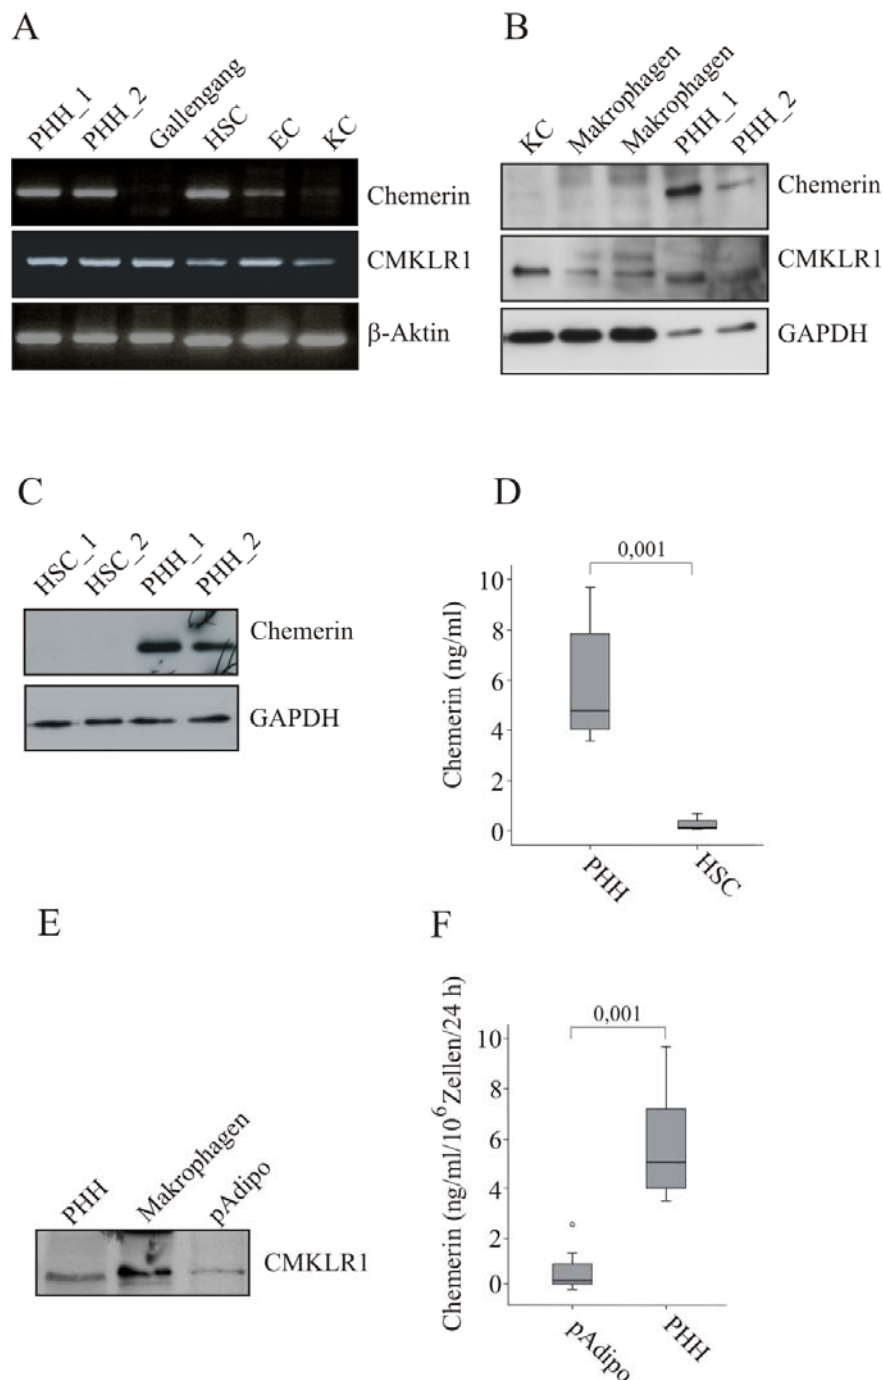 A
PHH_1
PHH_2
Gallengang
HSC
EC
KC
Chemerin
CMKLR1
β-Aktin
B
KC
Makrophagen
Makrophagen
PHH_1
PHH_2
Chemerin
CMKLR1
GAPDH
C
HSC_1
HSC_2
PHH_1
PHH_2
Chemerin
GAPDH
D
0,001
Chemerin (ng/ml)
10
8
6
4
2
0
PHH
HSC
E
PHH
Makrophagen
pAdipo
CMKLR1
F
0,001
Chemerin (ng/ml/10⁶ Zellen/24 h)
10
8
6
4
2
0
pAdipo
PHH